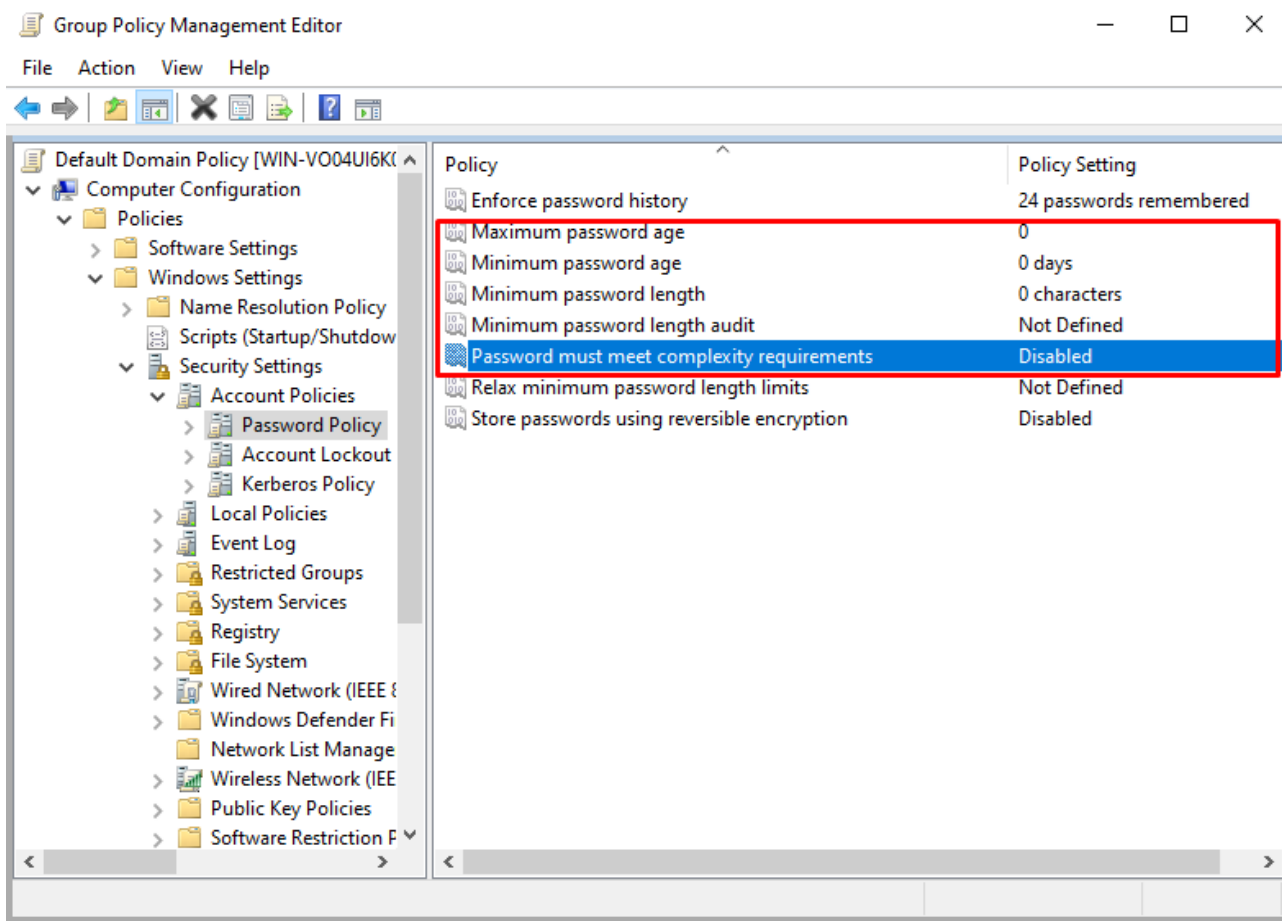 Group Policy Management Editor
File Action View Help
Default Domain Policy [WIN-VO04UI6K(
Computer Configuration
Policies
Software Settings
Windows Settings
Name Resolution Policy
Scripts (Startup/Shutdow
Security Settings
Account Policies
Password Policy
Account Lockout
Kerberos Policy
Local Policies
Event Log
Restricted Groups
System Services
Registry
File System
Wired Network (IEEE 8
Windows Defender Fi
Network List Manage
Wireless Network (IEE
Public Key Policies
Software Restriction P
Policy Policy Setting
Enforce password history 24 passwords remembered
Maximum password age 0
Minimum password age 0 days
Minimum password length 0 characters
Minimum password length audit Not Defined
Password must meet complexity requirements Disabled
Relax minimum password length limits Not Defined
Store passwords using reversible encryption Disabled